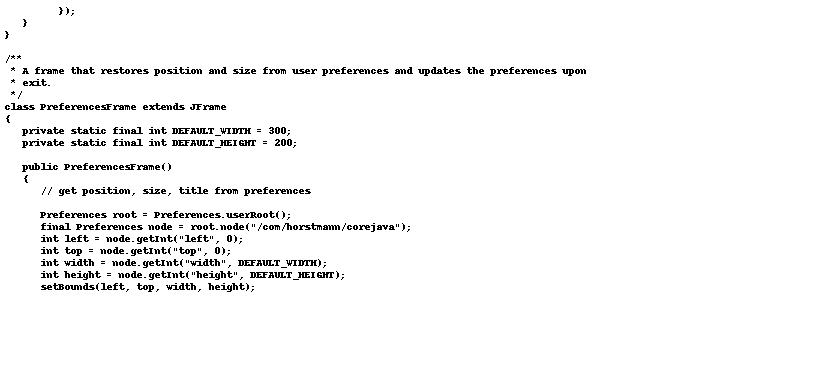 });
   }
}

/**
 * A frame that restores position and size from user preferences and updates the preferences upon
 * exit.
 */
class PreferencesFrame extends JFrame
{
   private static final int DEFAULT_WIDTH = 300;
   private static final int DEFAULT_HEIGHT = 200;

   public PreferencesFrame()
   {
      // get position, size, title from preferences

      Preferences root = Preferences.userRoot();
      final Preferences node = root.node("/com/horstmann/corejava");
      int left = node.getInt("left", 0);
      int top = node.getInt("top", 0);
      int width = node.getInt("width", DEFAULT_WIDTH);
      int height = node.getInt("height", DEFAULT_HEIGHT);
      setBounds(left, top, width, height);